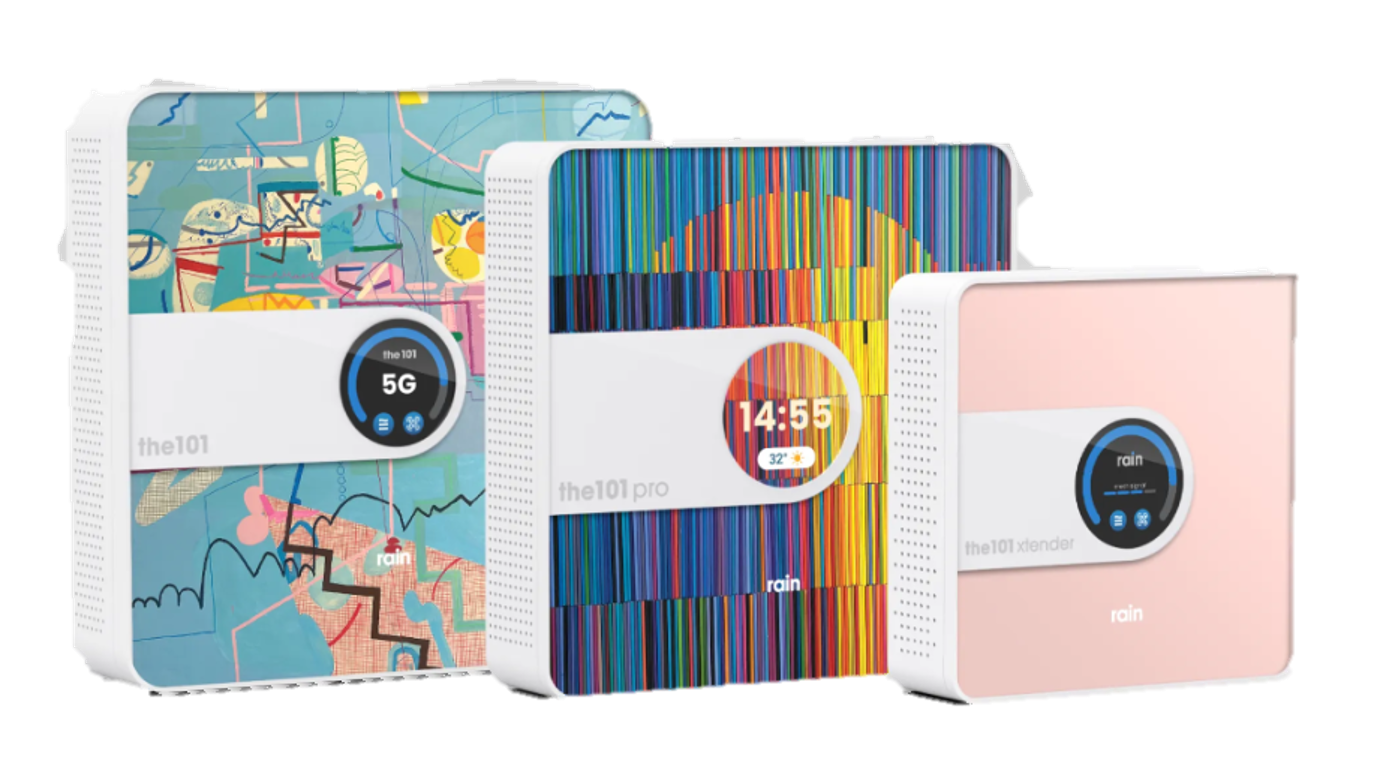 the101
5G
the101
rain
14:55
32°
the101 pro
rain
rain
the101 xtender
rain